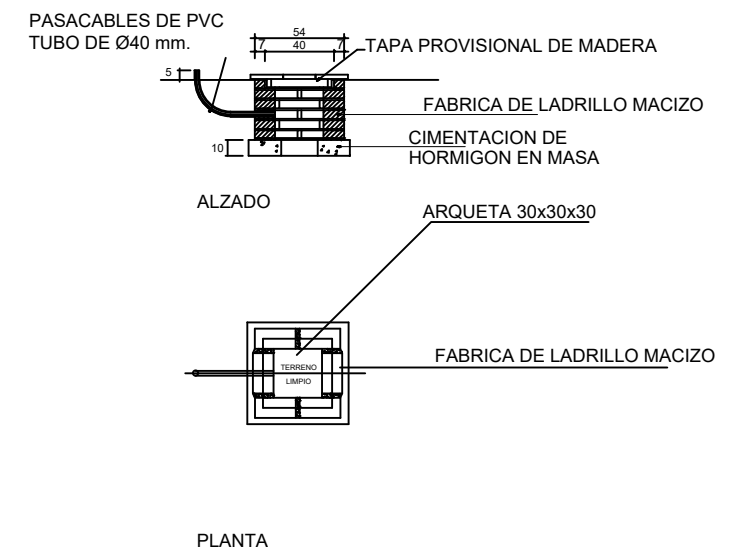 PASACABLES DE PVC
TUBO DE Ø40 mm.
54
7 40 7
TAPA PROVISIONAL DE MADERA
5
FABRICA DE LADRILLO MACIZO
CIMENTACION DE
HORMIGON EN MASA
10
ALZADO
ARQUETA 30x30x30
FABRICA DE LADRILLO MACIZO
TERRENO
LIMPIO
PLANTA